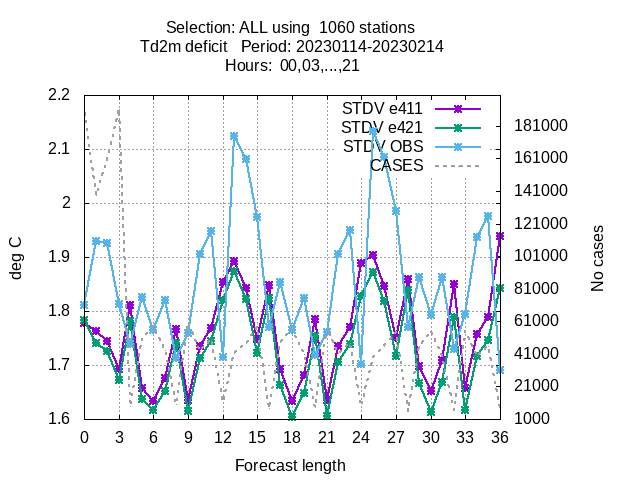 Selection: ALL using  1060 stations
Td2m deficit   Period: 20230114-20230214
Hours:  00,03,...,21
STDV e411
STDV e421
STDV OBS
CASES
2.2
2.1
2
1.9
1.8
1.7
1.6
deg C
181000
161000
141000
121000
101000
81000
61000
41000
21000
1000
No cases
0 3 6 9 12 15 18 21 24 27 30 33 36
Forecast length